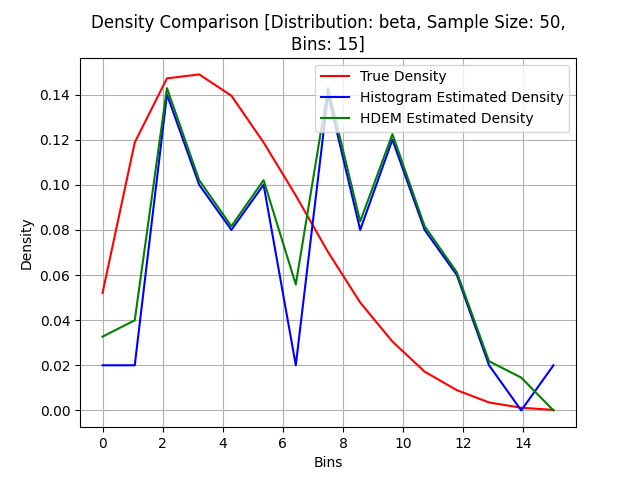 Density Comparison [Distribution: beta, Sample Size: 50,
Bins: 15]
True Density
Histogram Estimated Density
HDEM Estimated Density
Density
0.14
0.12
0.10
0.08
0.06
0.04
0.02
0.00
0 2 4 6 8 10 12 14
Bins